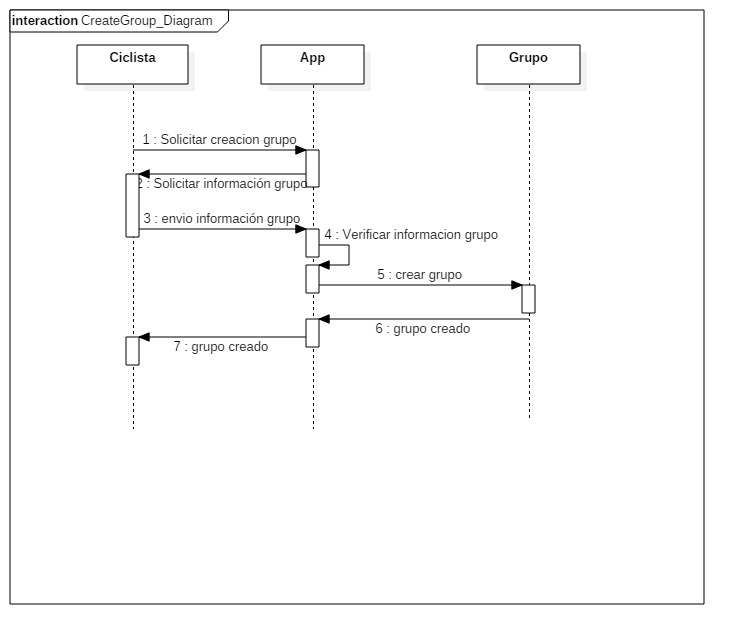 interaction CreateGroup_Diagram
Ciclista
App
Grupo
1 : Solicitar creacion grupo
2 : Solicitar información grupo
3 : envio información grupo
4 : Verificar informacion grupo
5 : crear grupo
6 : grupo creado
7 : grupo creado